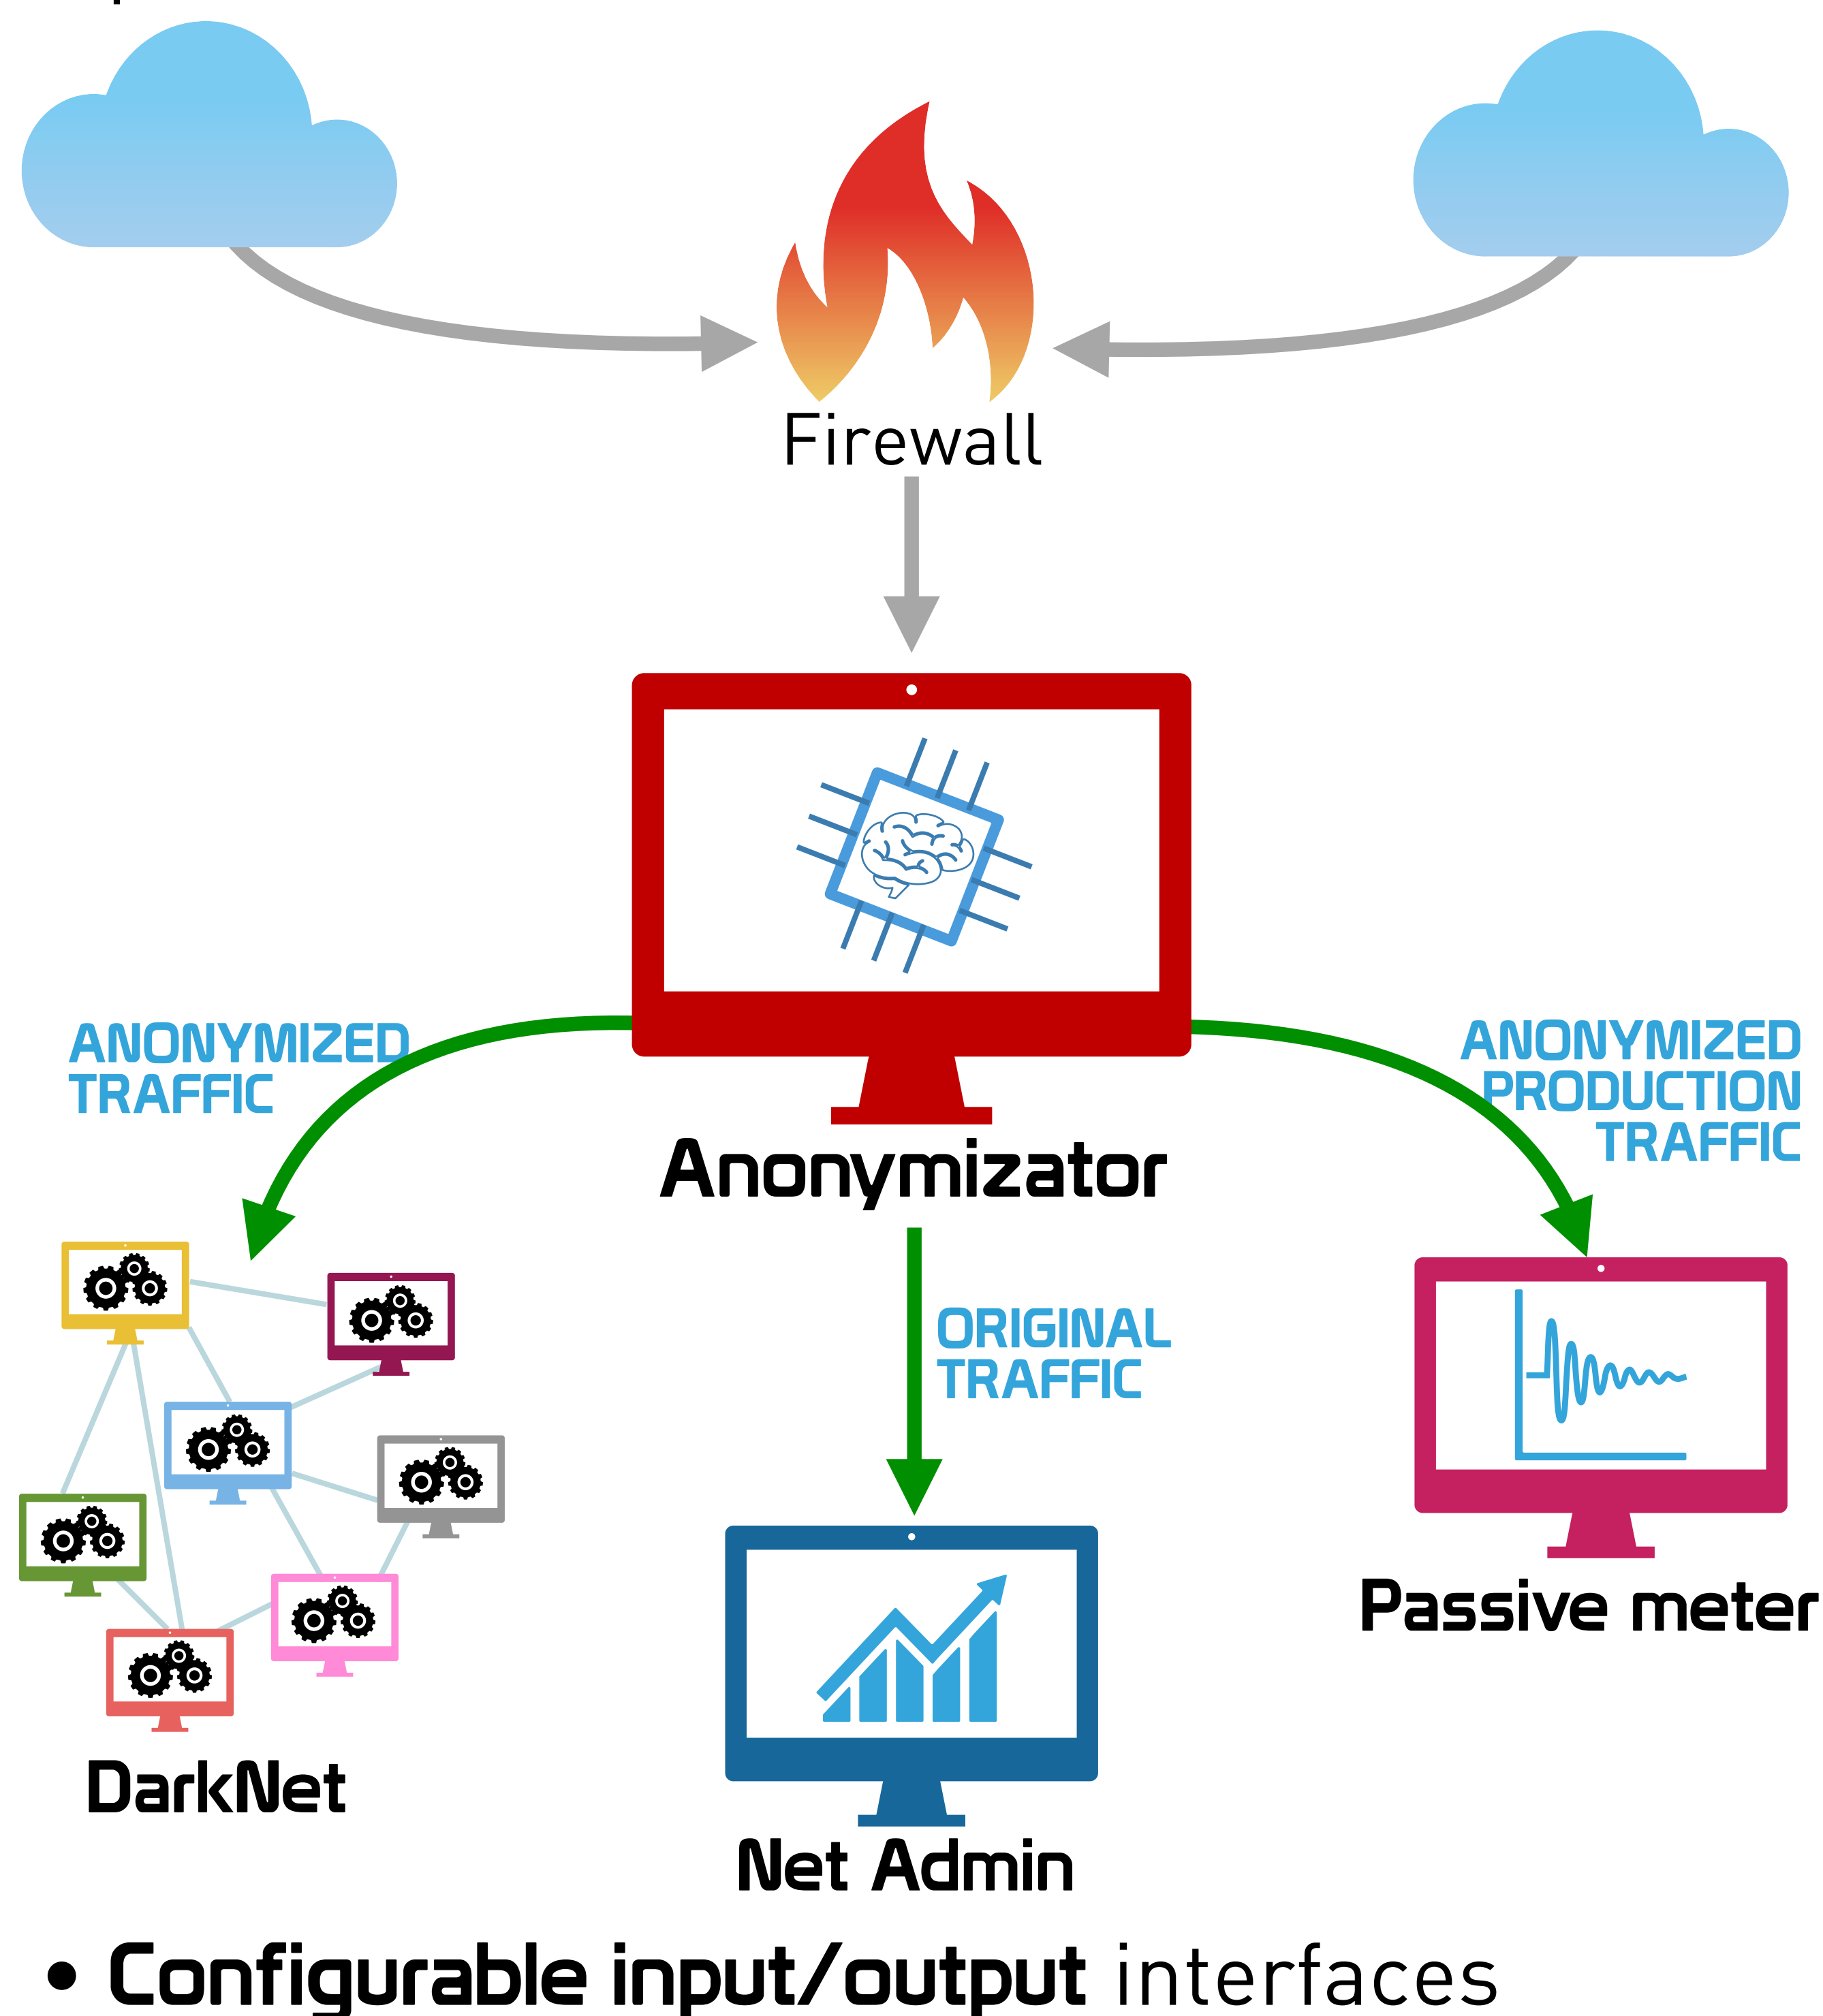 Firewall
ANONYMIZED
TRAFFIC
ANONYMIZED
PRODUCTION
TRAFFIC
Anonymizator
ORIGINAL
TRAFFIC
Passive meter
DarkNet
Net Admin
• Configurable input/output interfaces